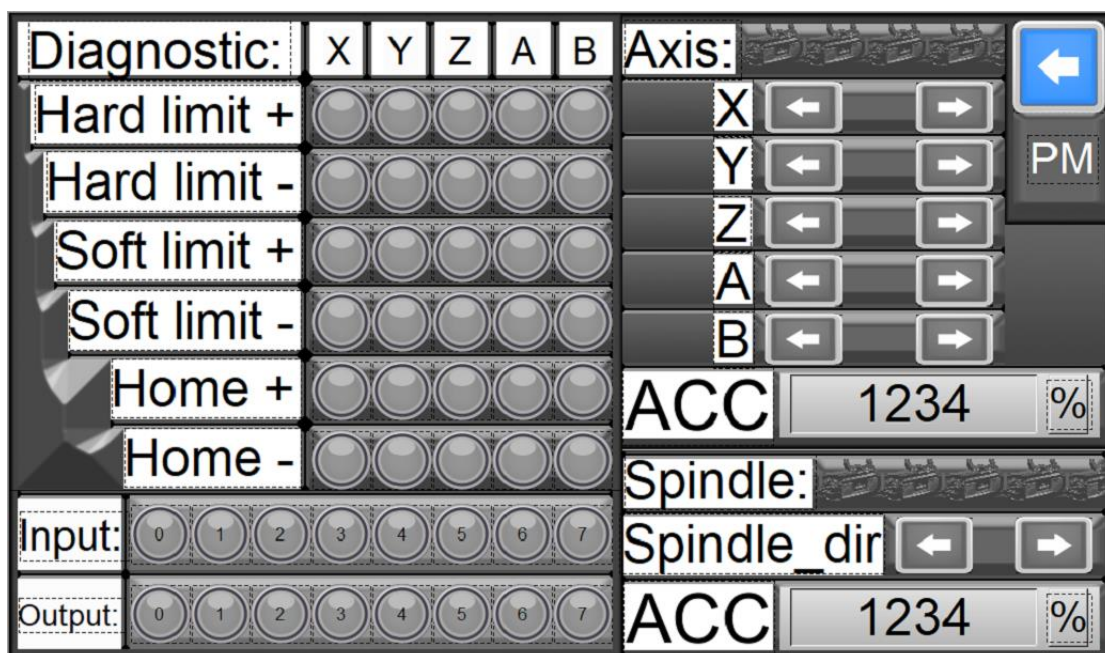 Diagnostic: X Y Z A B
Hard limit +
Hard limit -
Soft limit +
Soft limit -
Home +
Home -
Input: 0 1 2 3 4 5 6 7
Output: 0 1 2 3 4 5 6 7
Axis:
X
Y
Z
A
B
ACC 1234 %
Spindle:
Spindle_dir
ACC 1234 %
PM